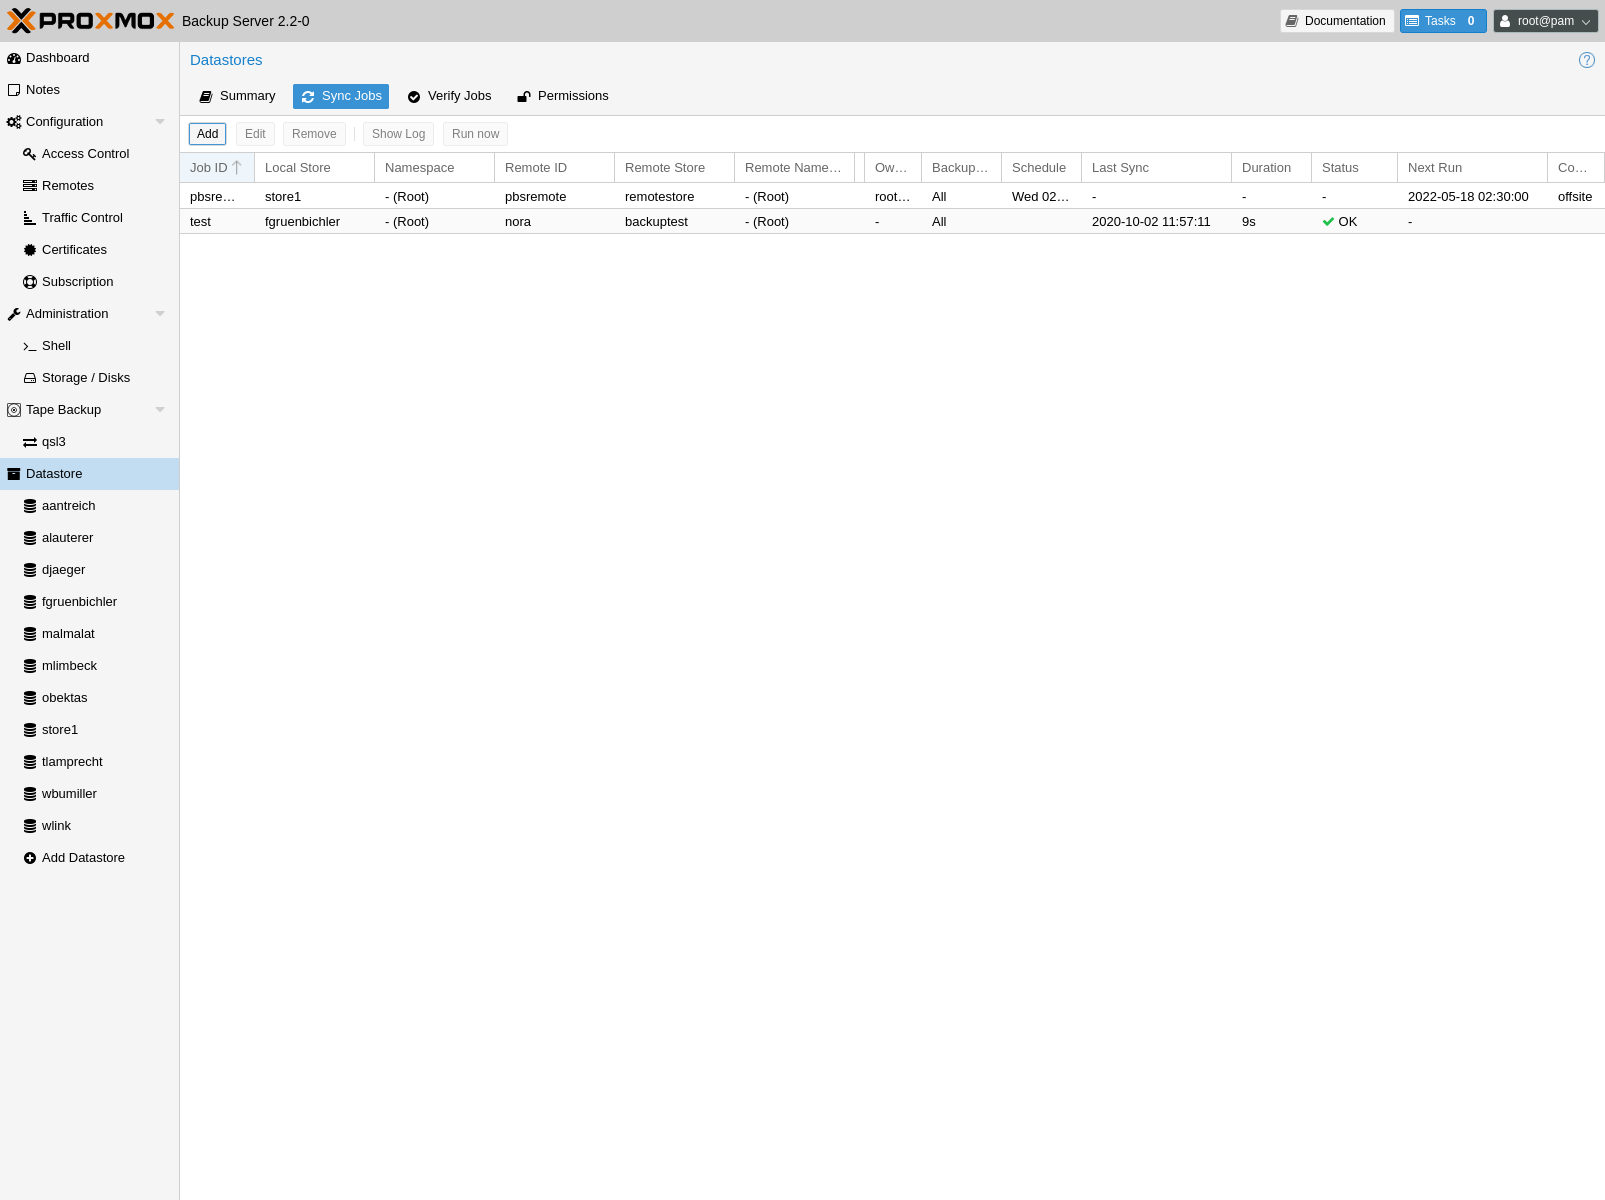 PROXMOX Backup Server 2.2-0 Documentation Tasks 0 root@pam
Dashboard
Notes
Configuration
Access Control
Remotes
Traffic Control
Certificates
Subscription
Administration
Shell
Storage / Disks
Tape Backup
qsl3
Datastore
aantreich
alauterer
djaeger
fgruenbichler
malmalat
mlimbeck
obektas
store1
tlamprecht
wbumiller
wlink
Add Datastore
Datastores
Summary Sync Jobs Verify Jobs Permissions
Add Edit Remove Show Log Run now
Job ID Local Store Namespace Remote ID Remote Store Remote Name… Ow… Backup… Schedule Last Sync Duration Status Next Run Co…
pbsre… store1 - (Root) pbsremote remotestore - (Root) root… All Wed 02… - - - 2022-05-18 02:30:00 offsite
test fgruenbichler - (Root) nora backuptest - (Root) - All 2020-10-02 11:57:11 9s OK -